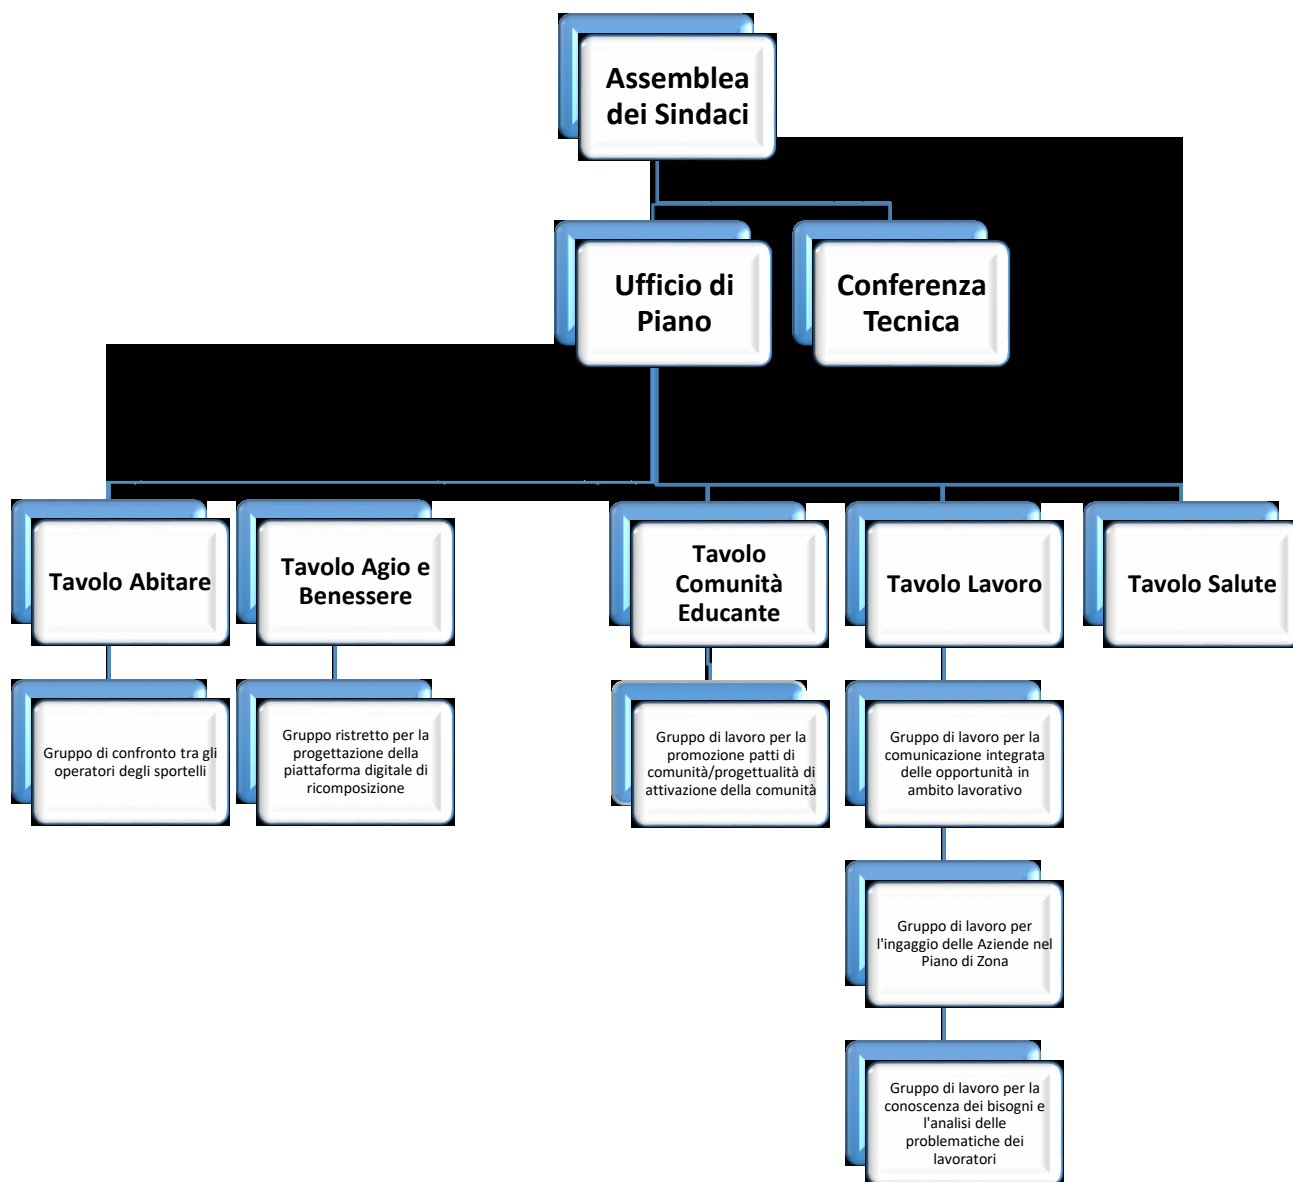 Assemblea
dei Sindaci
Ufficio di
Piano
Conferenza
Tecnica
Tavolo Abitare
Tavolo Agio e
Benessere
Tavolo
Comunità
Educante
Tavolo Lavoro
Tavolo Salute
Gruppo di confronto tra gli
operatori degli sportelli
Gruppo ristretto per la
progettazione della
piattaforma digitale di
ricomposizione
Gruppo di lavoro per la
promozione patti di
comunità/progettualità di
attivazione della comunità
Gruppo di lavoro per la
comunicazione integrata
delle opportunità in
ambito lavorativo
Gruppo di lavoro per
l'ingaggio delle Aziende nel
Piano di Zona
Gruppo di lavoro per la
conoscenza dei bisogni e
l'analisi delle
problematiche dei
lavoratori